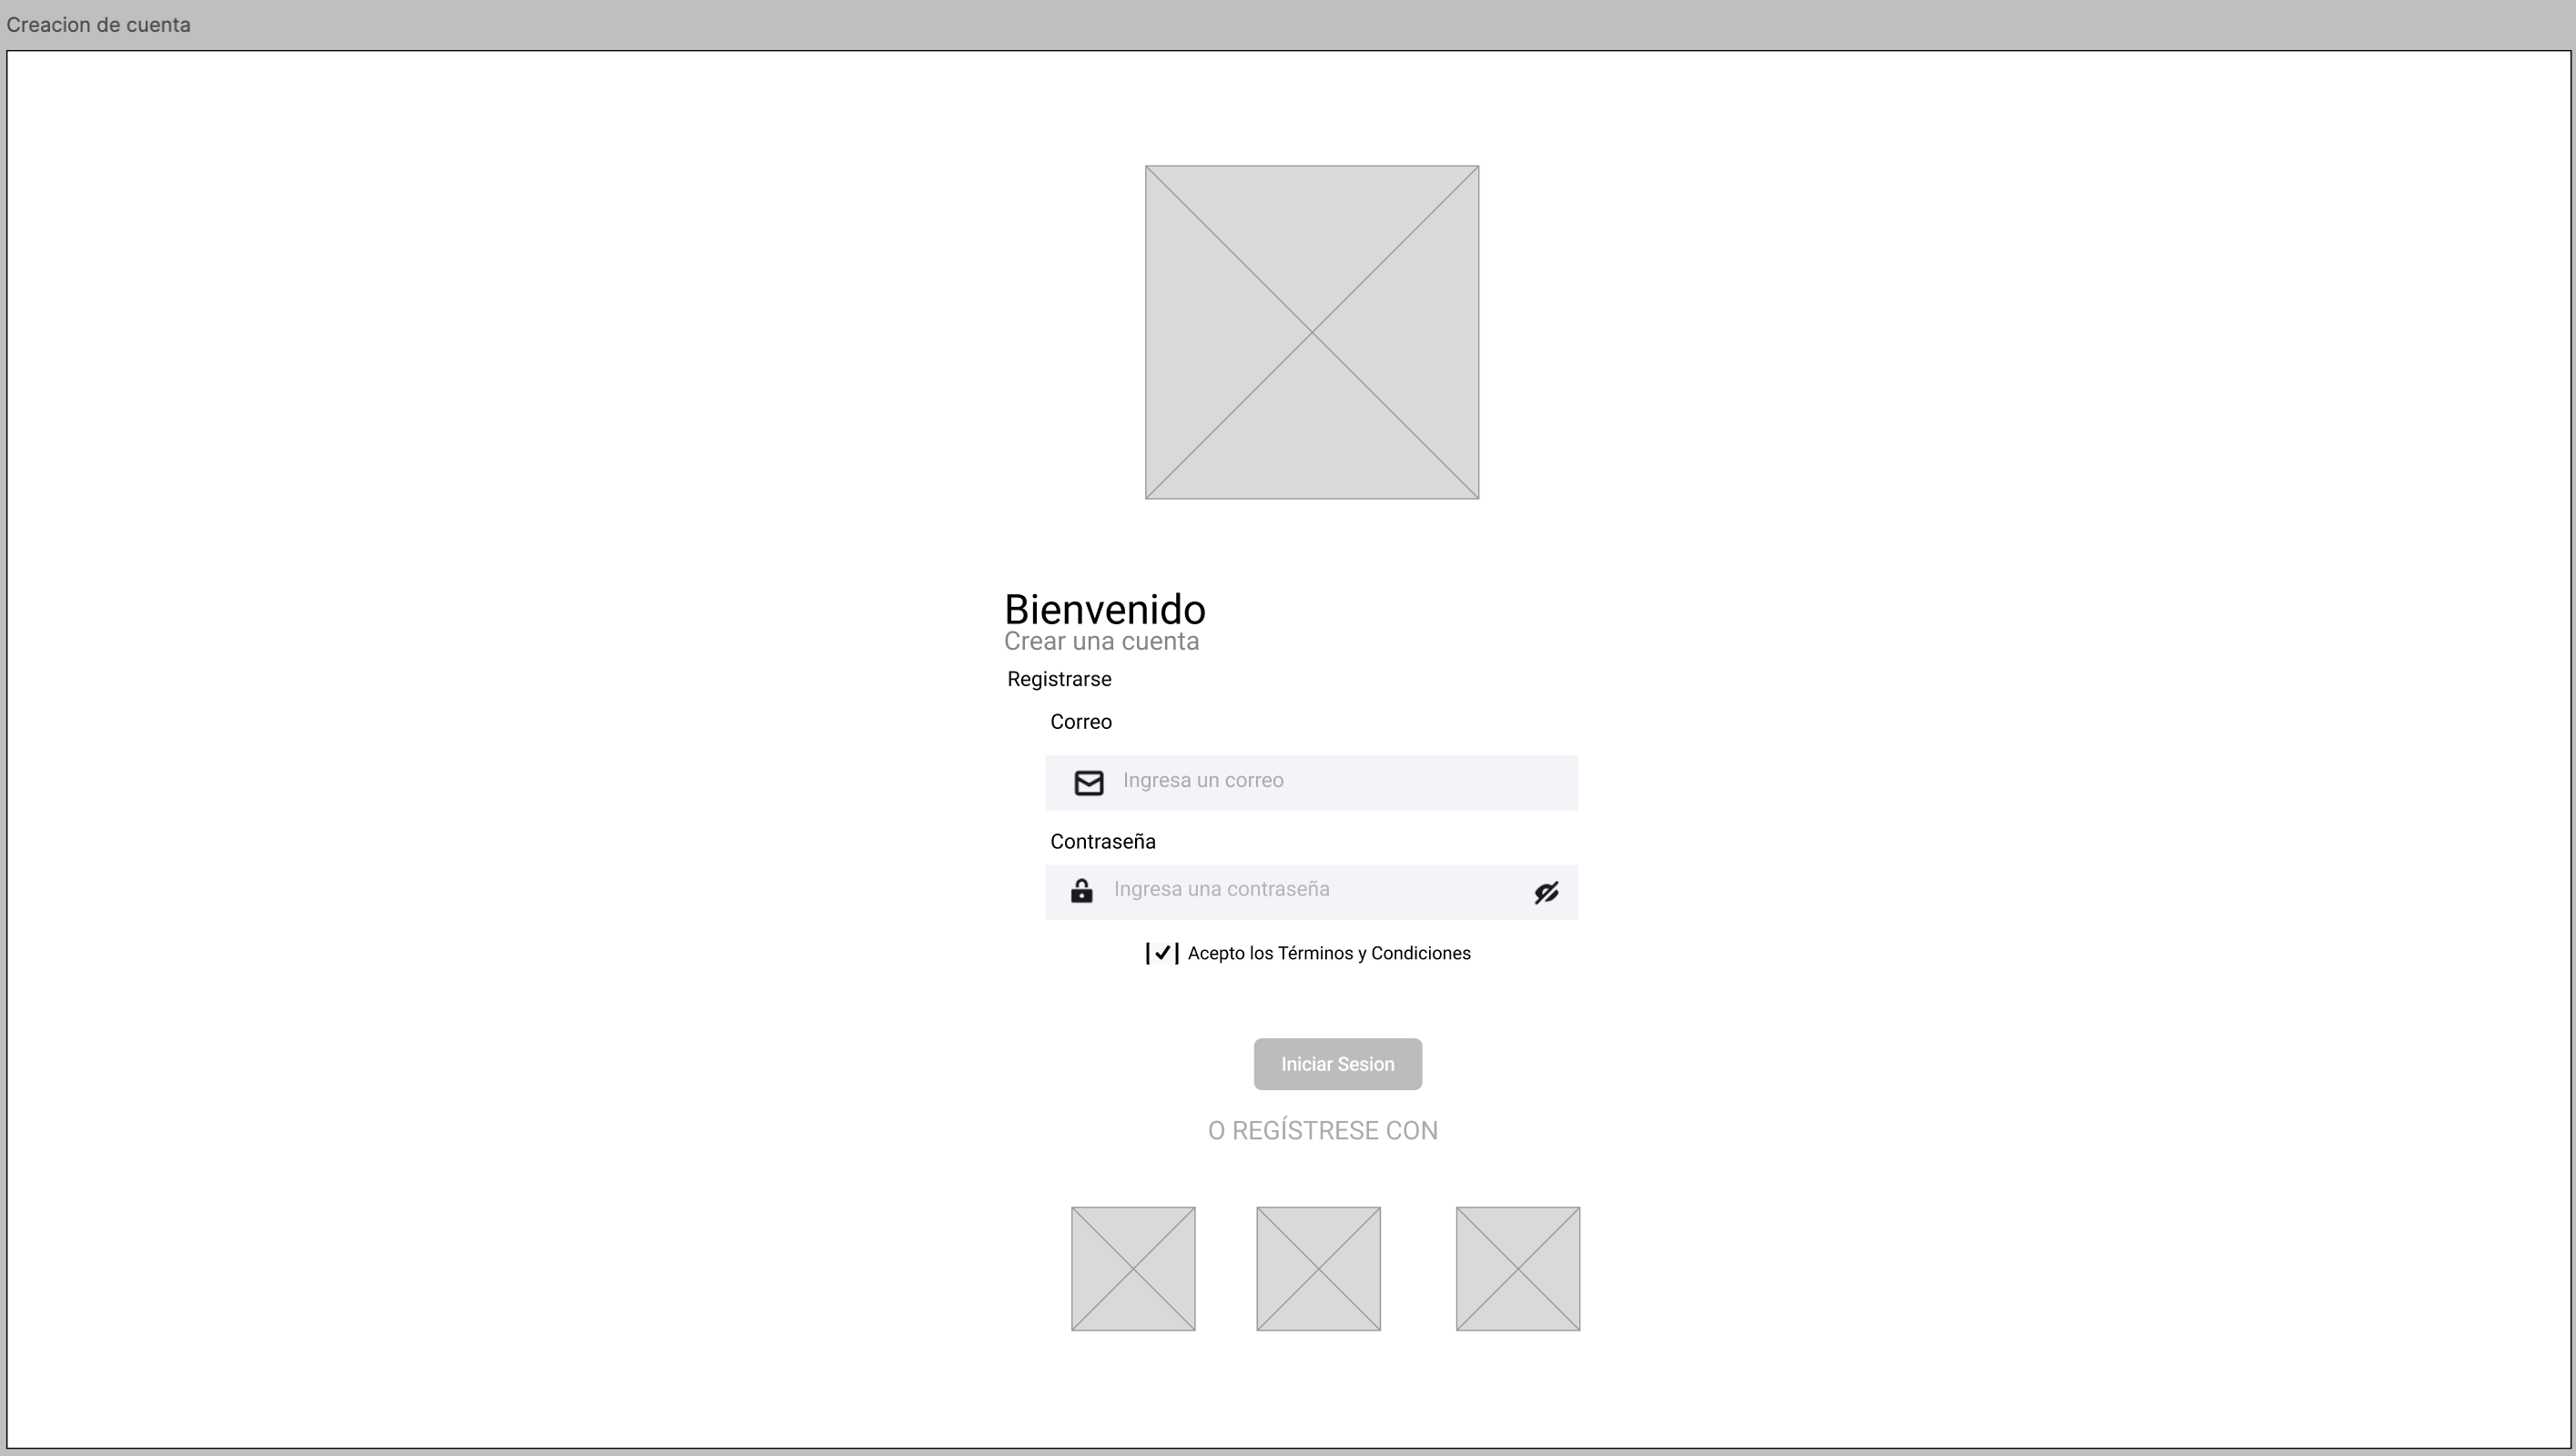 Creacion de cuenta
Bienvenido
Crear una cuenta
Registrarse
Correo
Ingresa un correo
Contraseña
Ingresa una contraseña
Acepto los Términos y Condiciones
Iniciar Sesion
O REGÍSTRESE CON